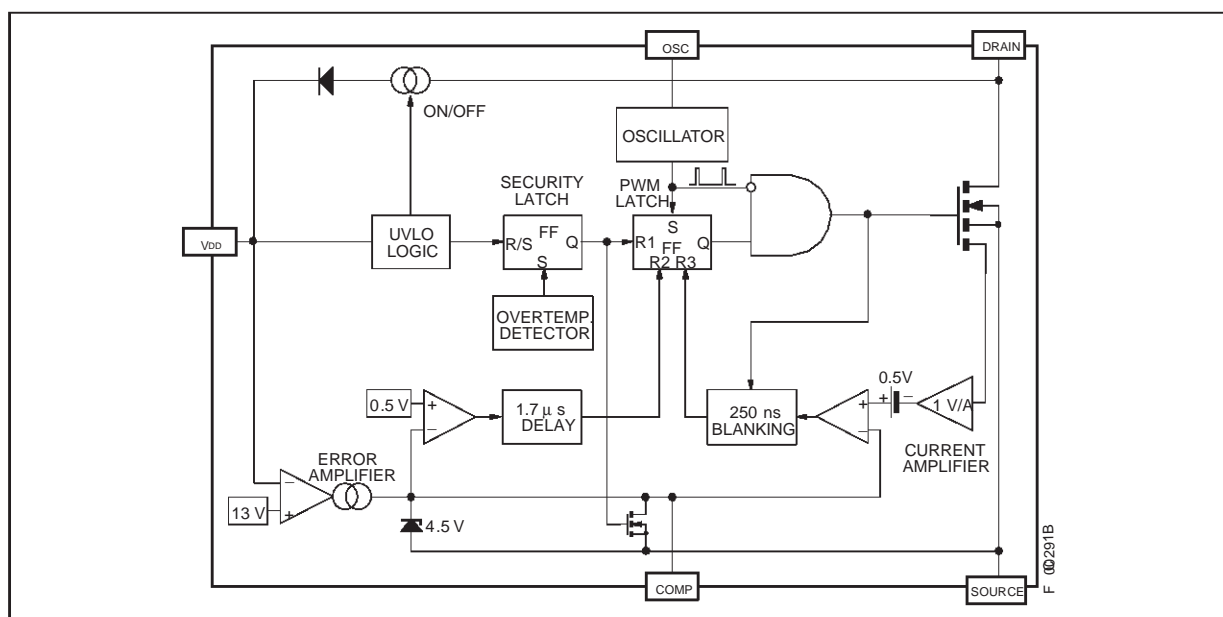 OSC
DRAIN
ON/OFF
OSCILLATOR
SECURITY
LATCH
PWM
LATCH
VDD
UVLO
LOGIC
R/S FF Q
S
S
R1 FF Q
R2 R3
OVERTEMP.
DETECTOR
0.5 V
+
–
1.7 μ s
DELAY
250 ns
BLANKING
+
–
0.5V
+ –
1 V/A
CURRENT
AMPLIFIER
ERROR
AMPLIFIER
–
+
13 V
4.5 V
COMP
SOURCE